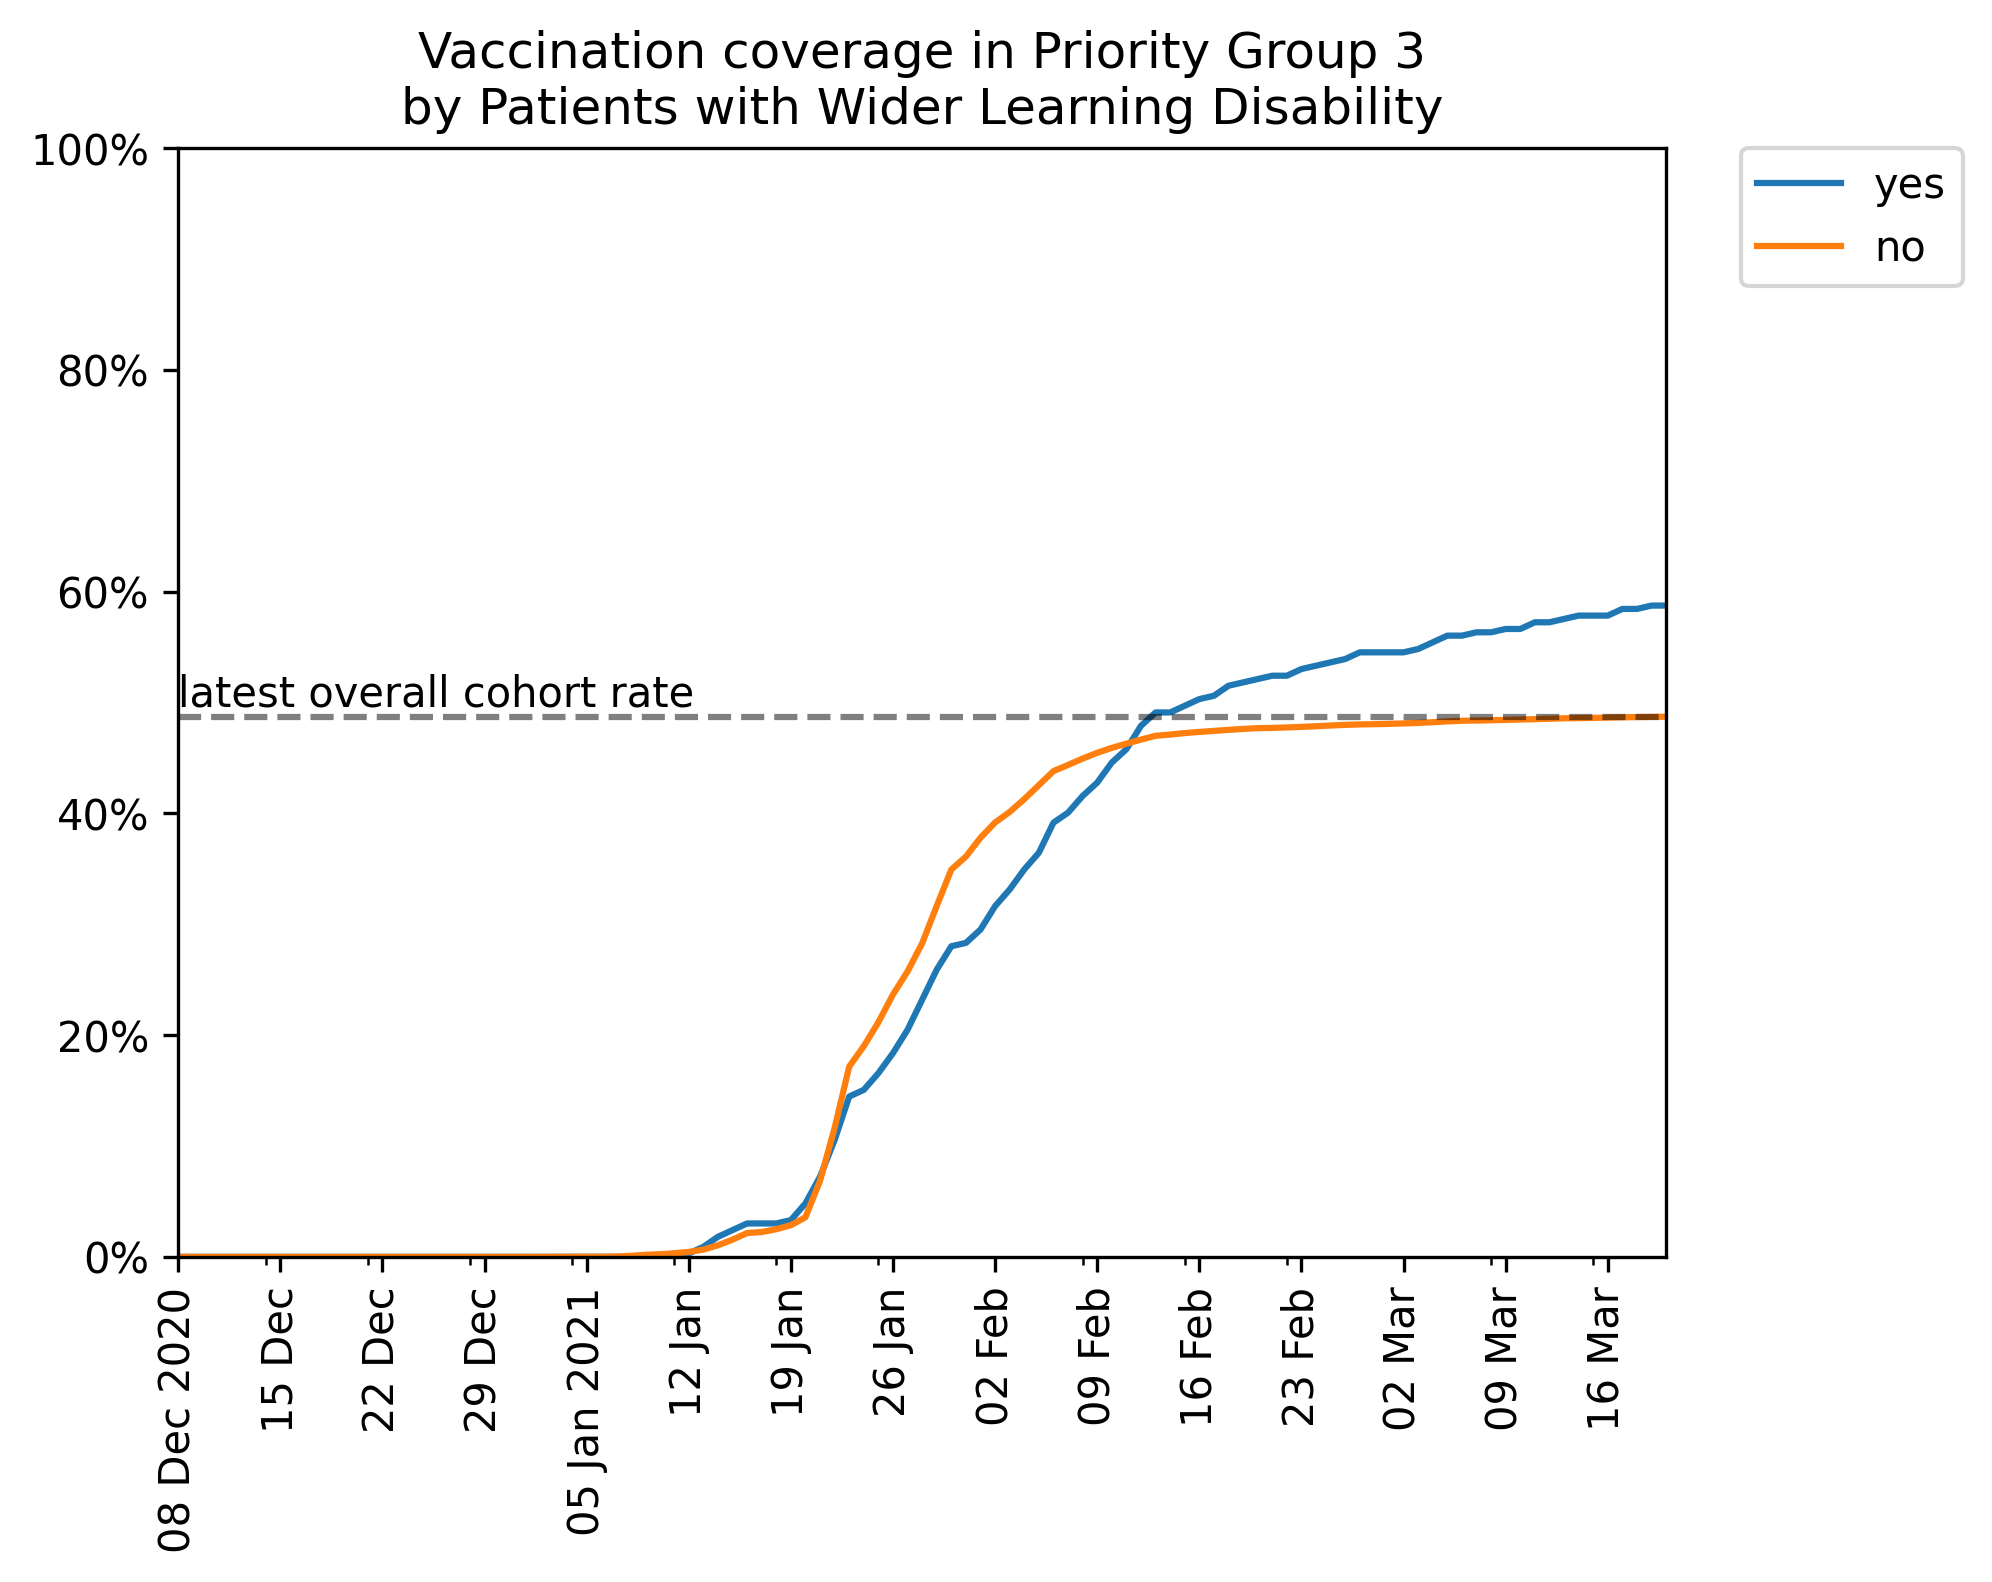 Vaccination coverage in Priority Group 3
by Patients with Wider Learning Disability
100%
80%
60%
40%
20%
0%
latest overall cohort rate
yes
no
08 Dec 2020
15 Dec
22 Dec
29 Dec
05 Jan 2021
12 Jan
19 Jan
26 Jan
02 Feb
09 Feb
16 Feb
23 Feb
02 Mar
09 Mar
16 Mar